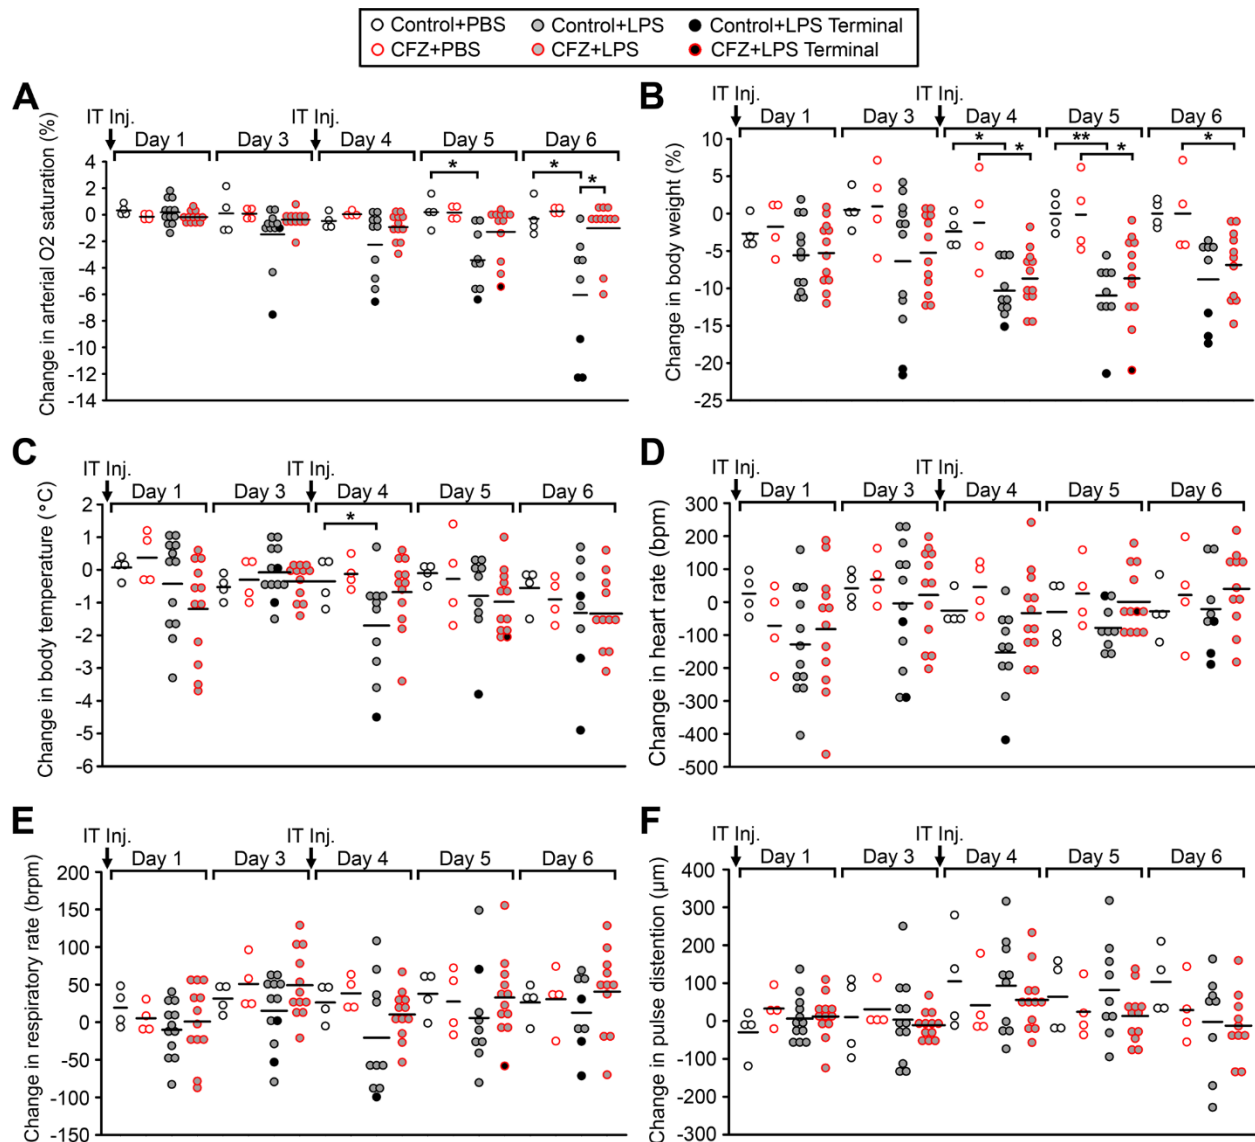 Control+PBS Control+LPS Control+LPS Terminal
CFZ+PBS CFZ+LPS CFZ+LPS Terminal
A
IT Inj. IT Inj.
Day 1 Day 3 Day 4 Day 5 Day 6
Change in arterial O2 saturation (%)
4
2
0
-2
-4
-6
-8
-10
-12
-14
* * *
B
IT Inj. IT Inj.
Day 1 Day 3 Day 4 Day 5 Day 6
Change in body weight (%)
10
5
0
-5
-10
-15
-20
-25
* ** *
* *
C
IT Inj. IT Inj.
Day 1 Day 3 Day 4 Day 5 Day 6
Change in body temperature (°C)
2
1
0
-1
-2
-3
-4
-5
-6
*
D
IT Inj. IT Inj.
Day 1 Day 3 Day 4 Day 5 Day 6
Change in heart rate (bpm)
300
200
100
0
-100
-200
-300
-400
-500
E
IT Inj. IT Inj.
Day 1 Day 3 Day 4 Day 5 Day 6
Change in respiratory rate (brpm)
200
150
100
50
0
-50
-100
-150
F
IT Inj. IT Inj.
Day 1 Day 3 Day 4 Day 5 Day 6
Change in pulse distention (µm)
400
300
200
100
0
-100
-200
-300